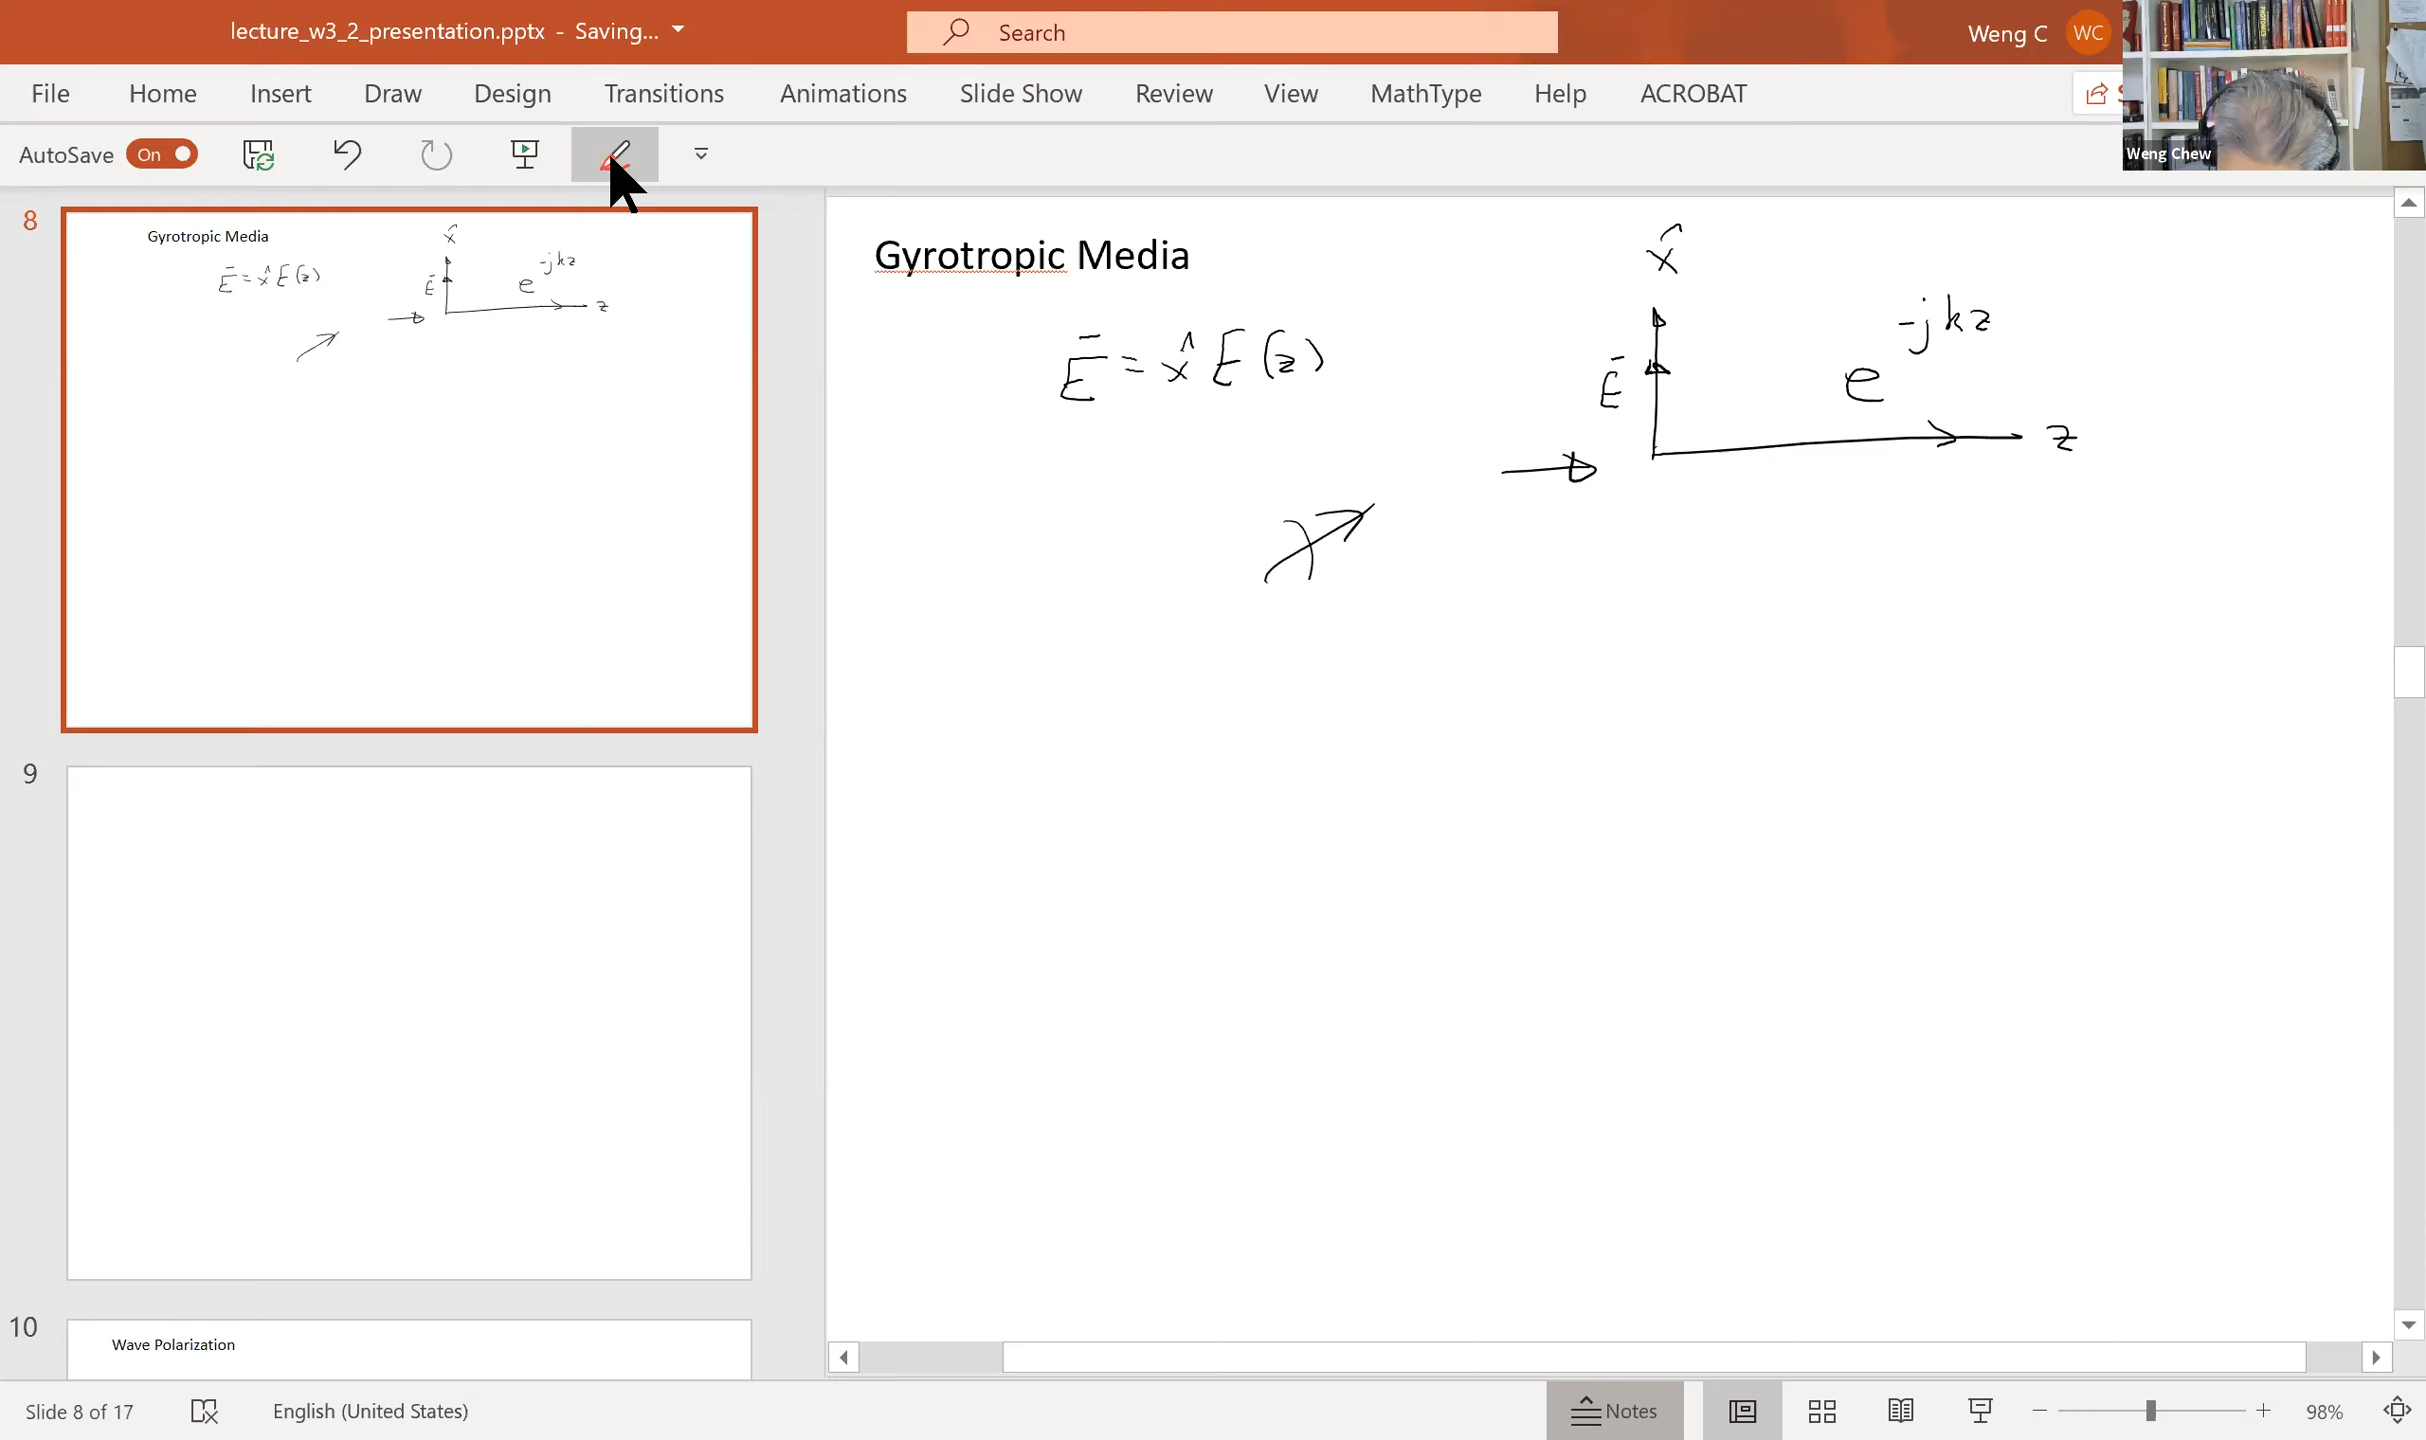 lecture_w3_2_presentation.pptx - Saving...
Search
Weng C WC
File Home Insert Draw Design Transitions Animations Slide Show Review View MathType Help ACROBAT
AutoSave On
Weng Chew
8
Gyrotropic Media
x̂
Ē = x̂ E(z)
Ē
e^{-jkz}
z
9
10
Wave Polarization
Gyrotropic Media
x̂
Ē = x̂ E(z)
Ē
e^{-jkz}
z
Slide 8 of 17 English (United States) Notes 98%